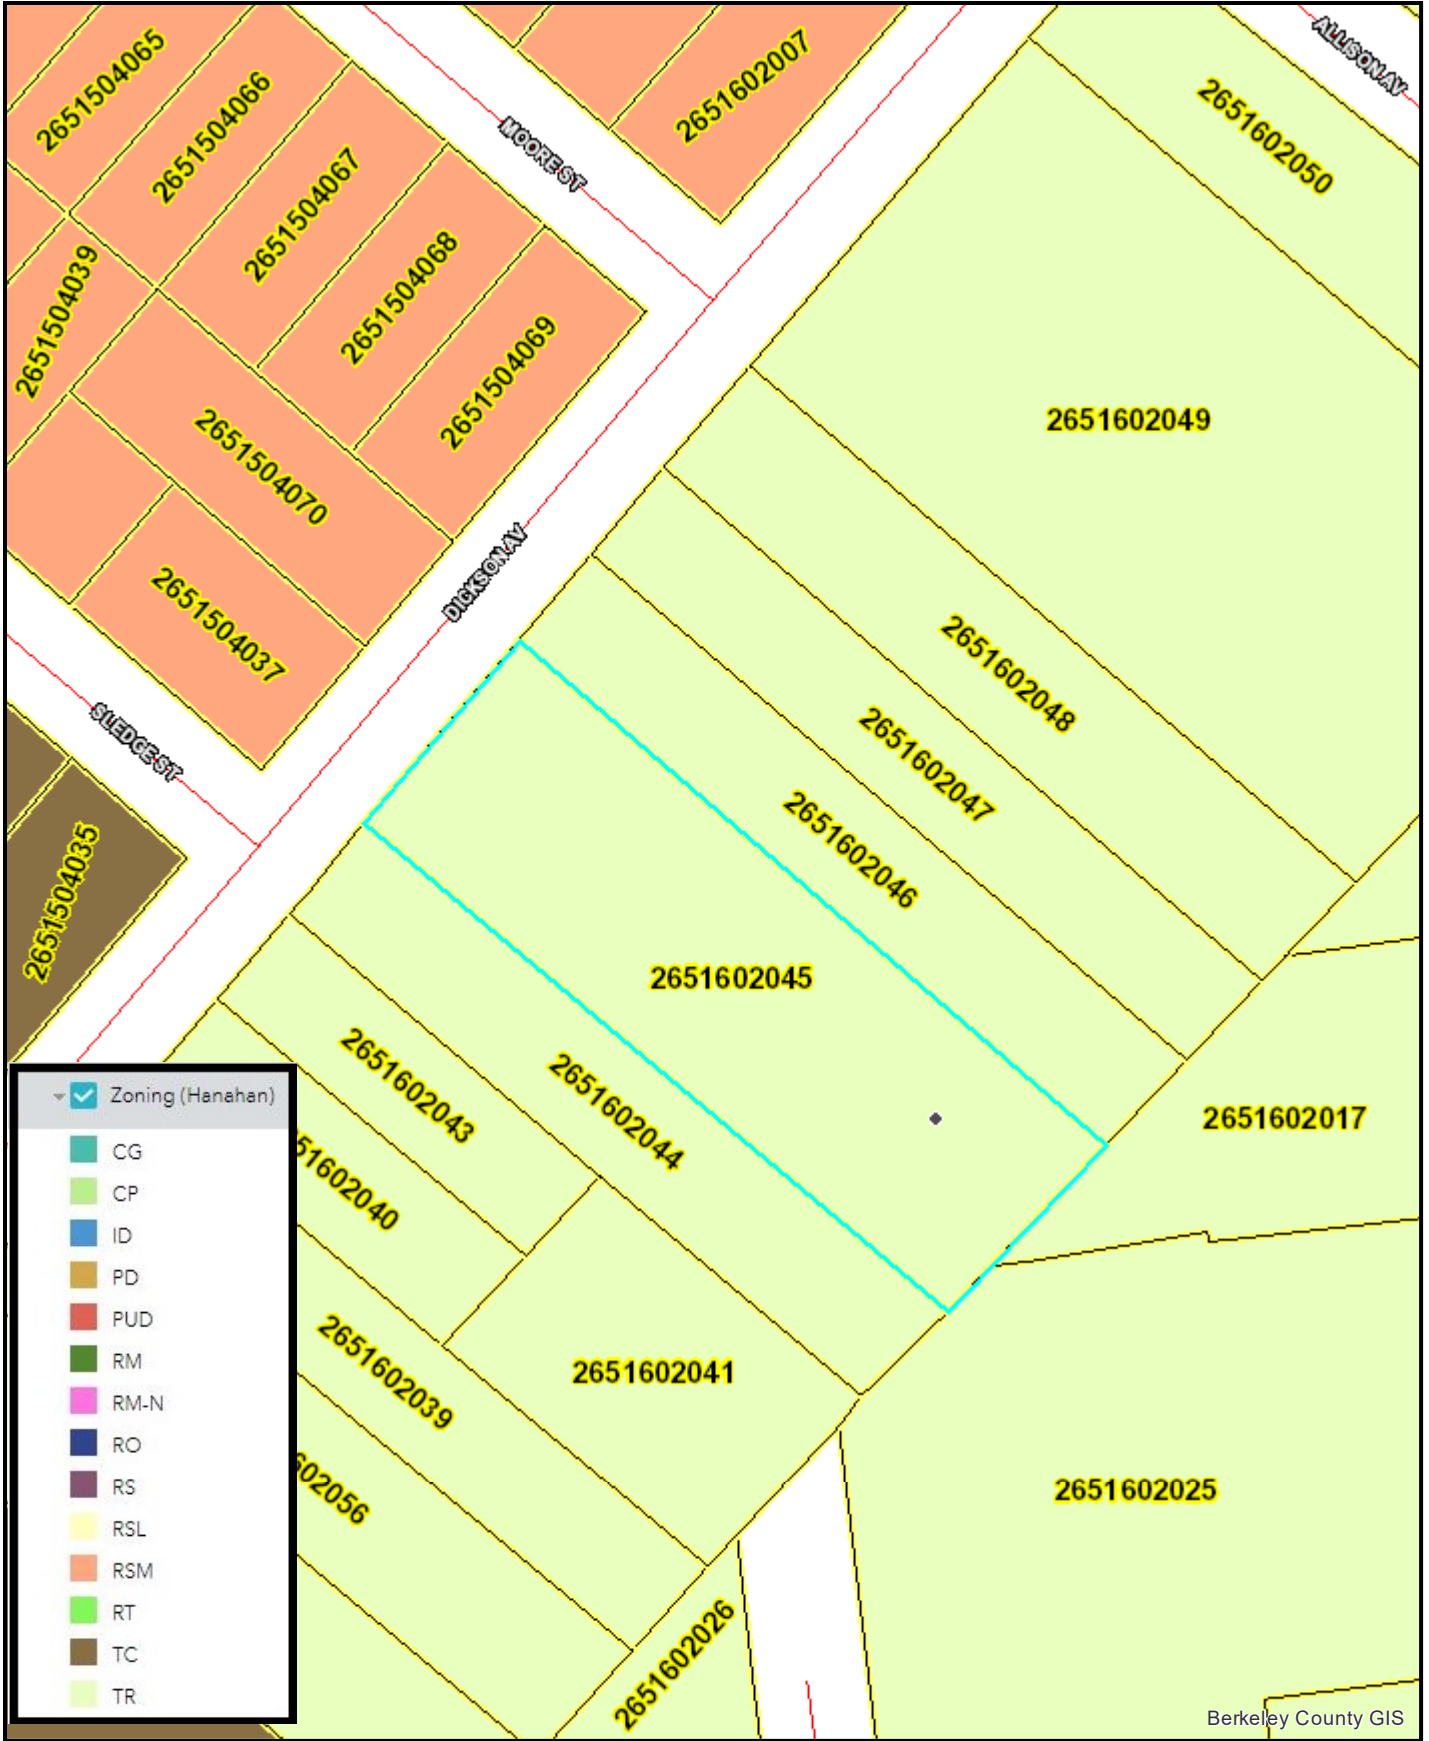 2651504065
2651504066
2651504067
2651504068
2651504069
2651504039
2651504070
2651504037
2651504035
MOORE ST
2651602007
ALLISON AV
2651602050
2651602049
DICKSON AV
SLEDGE ST
2651602048
2651602047
2651602046
2651602045
2651602044
2651602043
51602040
2651602039
602056
2651602041
2651602017
2651602025
2651602026
Zoning (Hanahan)
CG
CP
ID
PD
PUD
RM
RM-N
RO
RS
RSL
RSM
RT
TC
TR
Berkeley County GIS